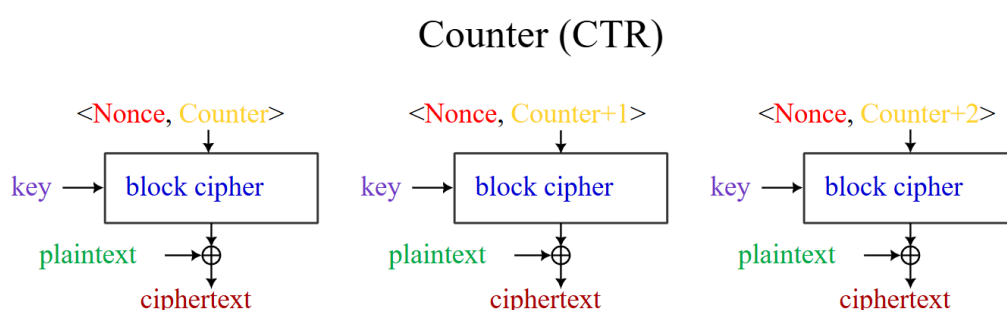 Counter (CTR)
<Nonce, Counter> <Nonce, Counter+1> <Nonce, Counter+2>
key block cipher key block cipher key block cipher
plaintext plaintext plaintext
ciphertext ciphertext ciphertext